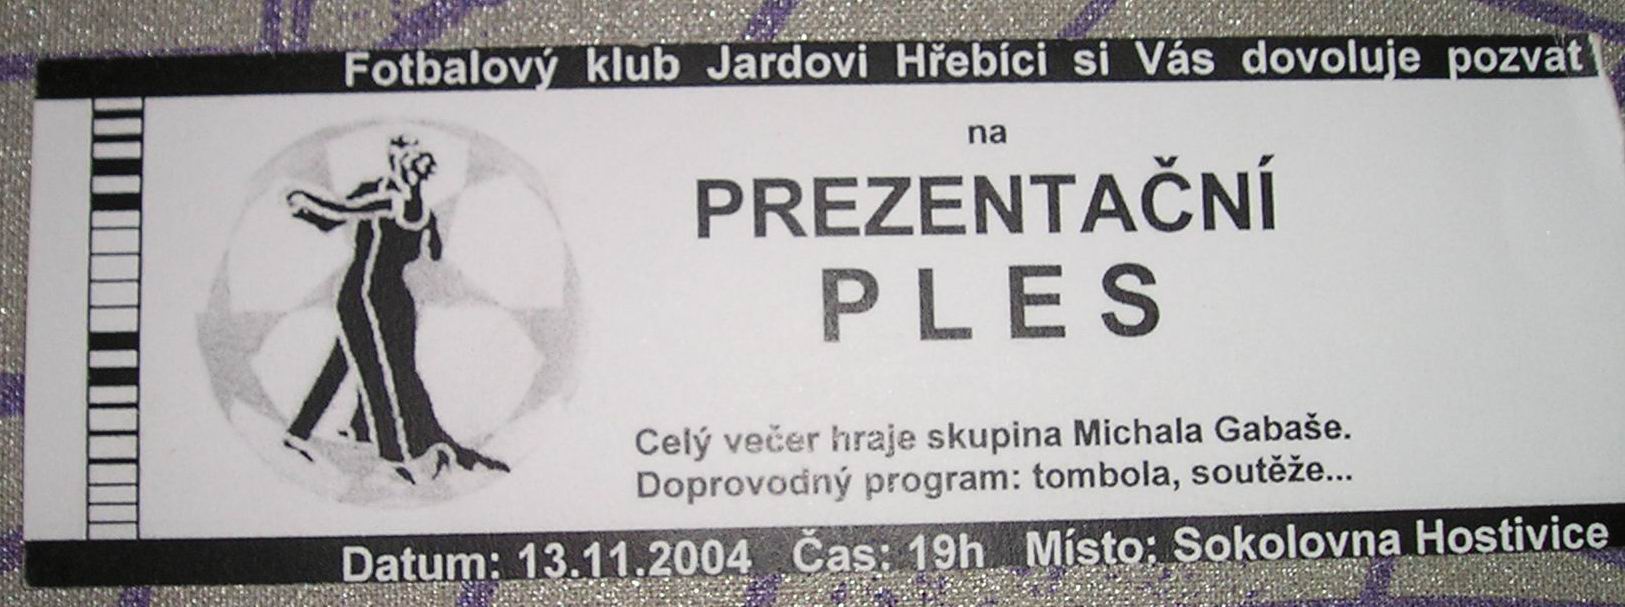 Fotbalový klub Jardovi Hřebíci si Vás dovoluje pozvat
na
PREZENTAČNÍ
PLES
Celý večer hraje skupina Michala Gabaše.
Doprovodný program: tombola, soutěže...
Datum: 13.11.2004 Čas: 19h Místo: Sokolovna Hostivice